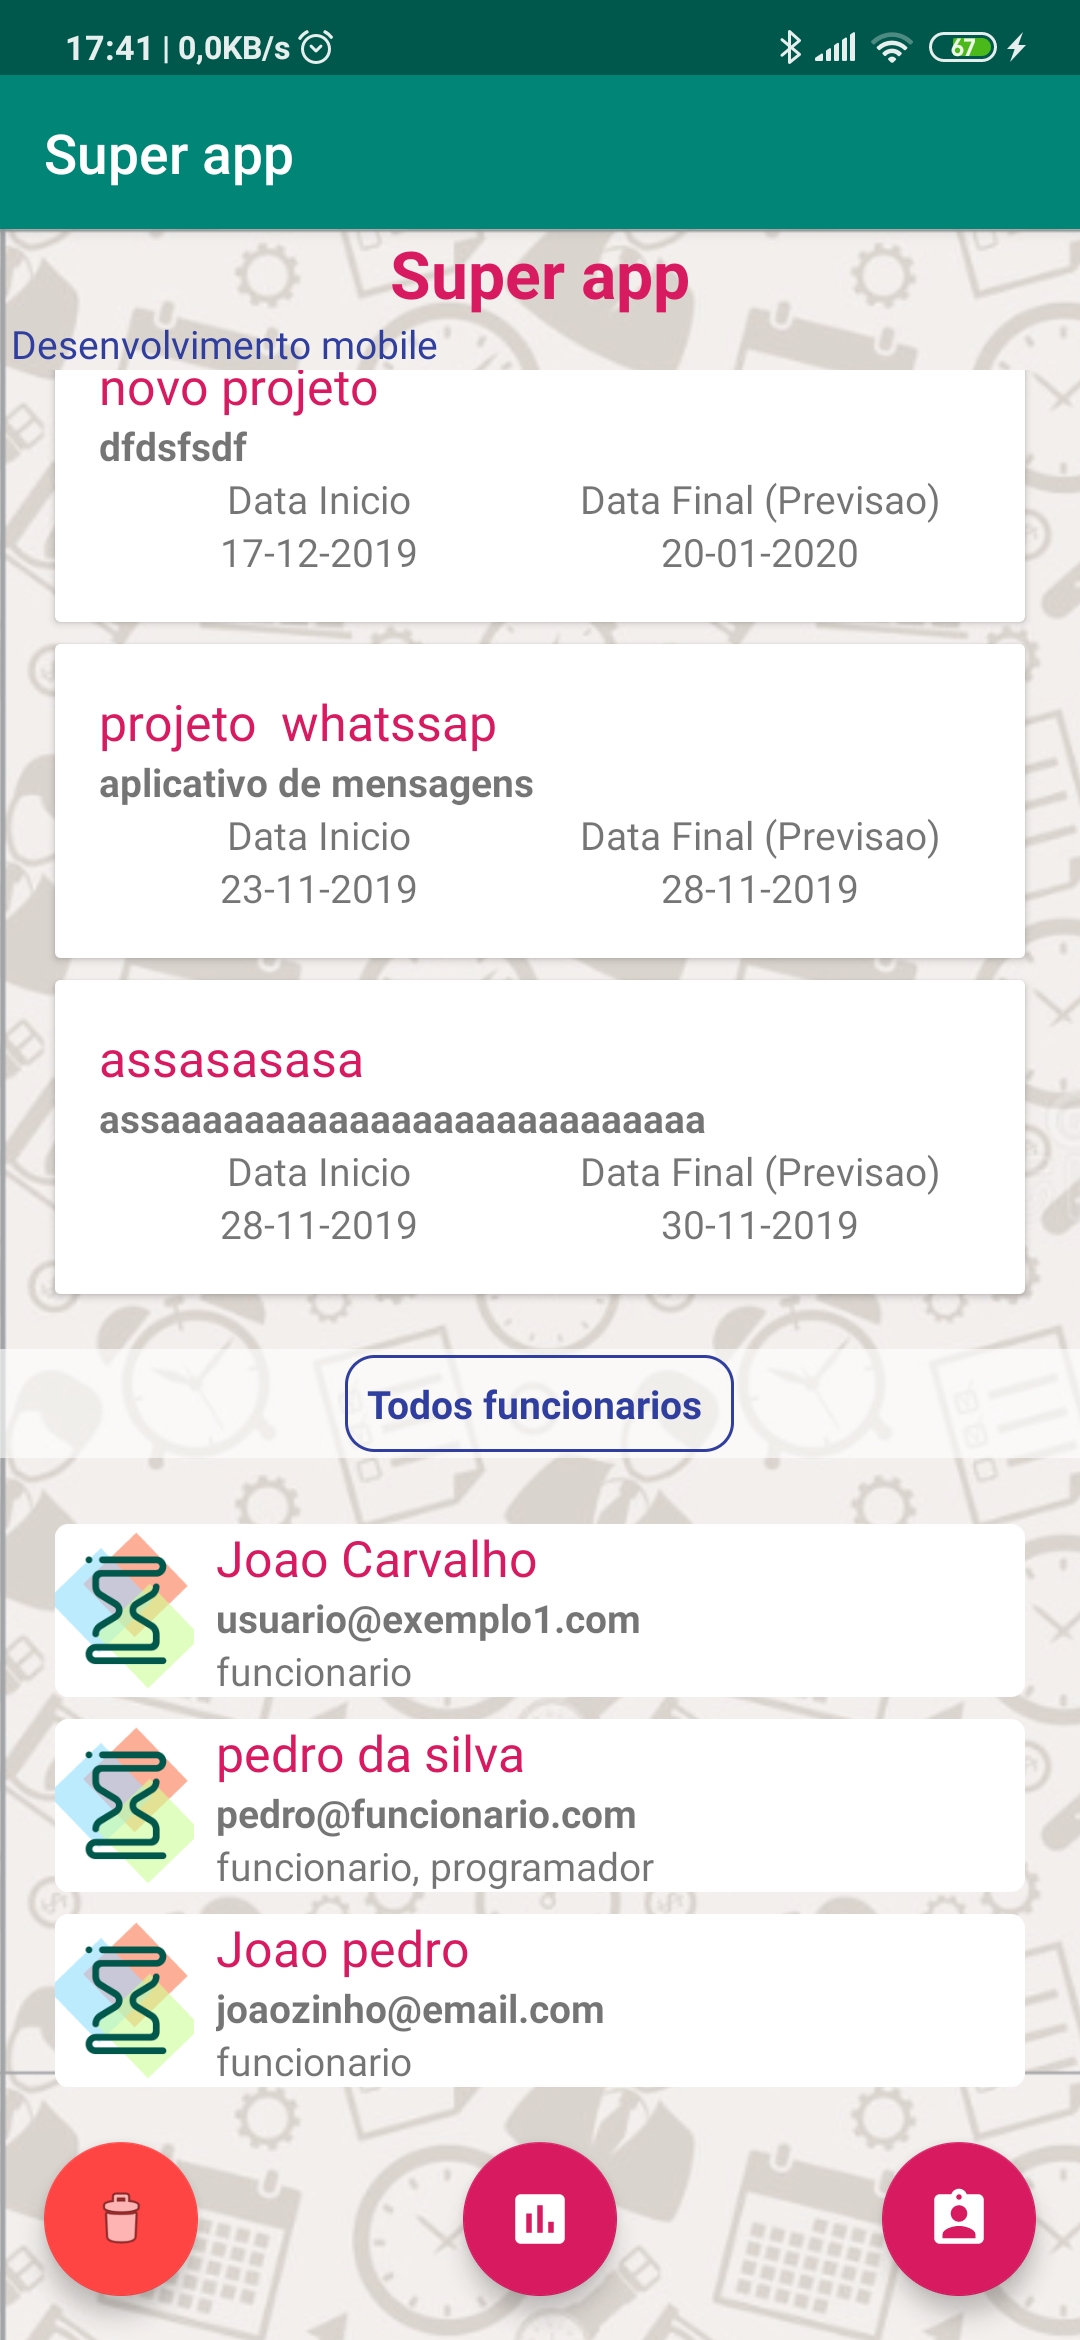 17:41 | 0,0KB/s 67
Super app
Super app
Desenvolvimento mobile
novo projeto
dfdsfsdf
Data Inicio Data Final (Previsao)
17-12-2019 20-01-2020
projeto  whatssap
aplicativo de mensagens
Data Inicio Data Final (Previsao)
23-11-2019 28-11-2019
assasasasa
assaaaaaaaaaaaaaaaaaaaaaaaaaa
Data Inicio Data Final (Previsao)
28-11-2019 30-11-2019
Todos funcionarios
Joao Carvalho
usuario@exemplo1.com
funcionario
pedro da silva
pedro@funcionario.com
funcionario, programador
Joao pedro
joaozinho@email.com
funcionario